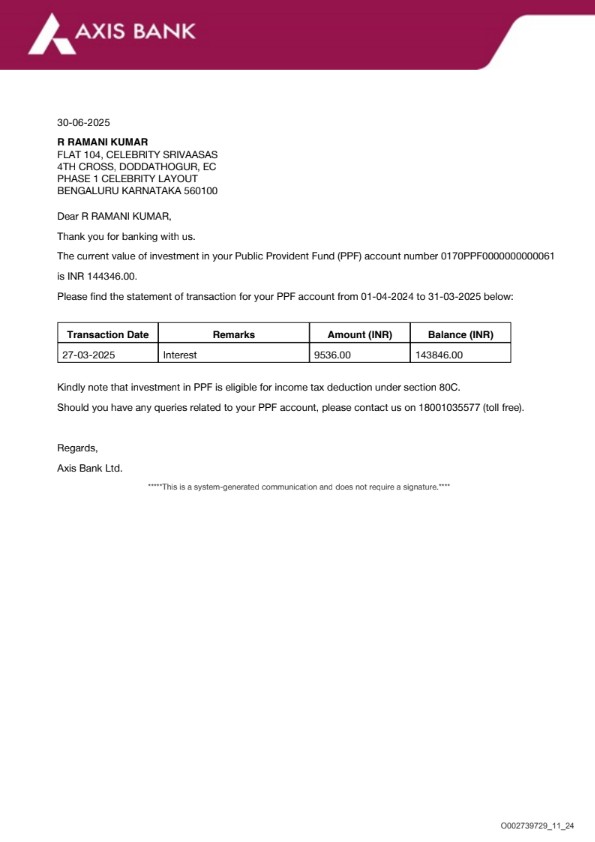 AXIS BANK
30-06-2025
R RAMANI KUMAR
FLAT 104, CELEBRITY SRIVAASAS
4TH CROSS, DODDATHOGUR, EC
PHASE 1 CELEBRITY LAYOUT
BENGALURU KARNATAKA 560100
Dear R RAMANI KUMAR,
Thank you for banking with us.
The current value of investment in your Public Provident Fund (PPF) account number 0170PPF0000000000061
is INR 144346.00.
Please find the statement of transaction for your PPF account from 01-04-2024 to 31-03-2025 below:
Transaction Date Remarks Amount (INR) Balance (INR)
27-03-2025 Interest 9536.00 143846.00
Kindly note that investment in PPF is eligible for income tax deduction under section 80C.
Should you have any queries related to your PPF account, please contact us on 18001035577 (toll free).
Regards,
Axis Bank Ltd.
*****This is a system-generated communication and does not require a signature.****
O002739729_11_24